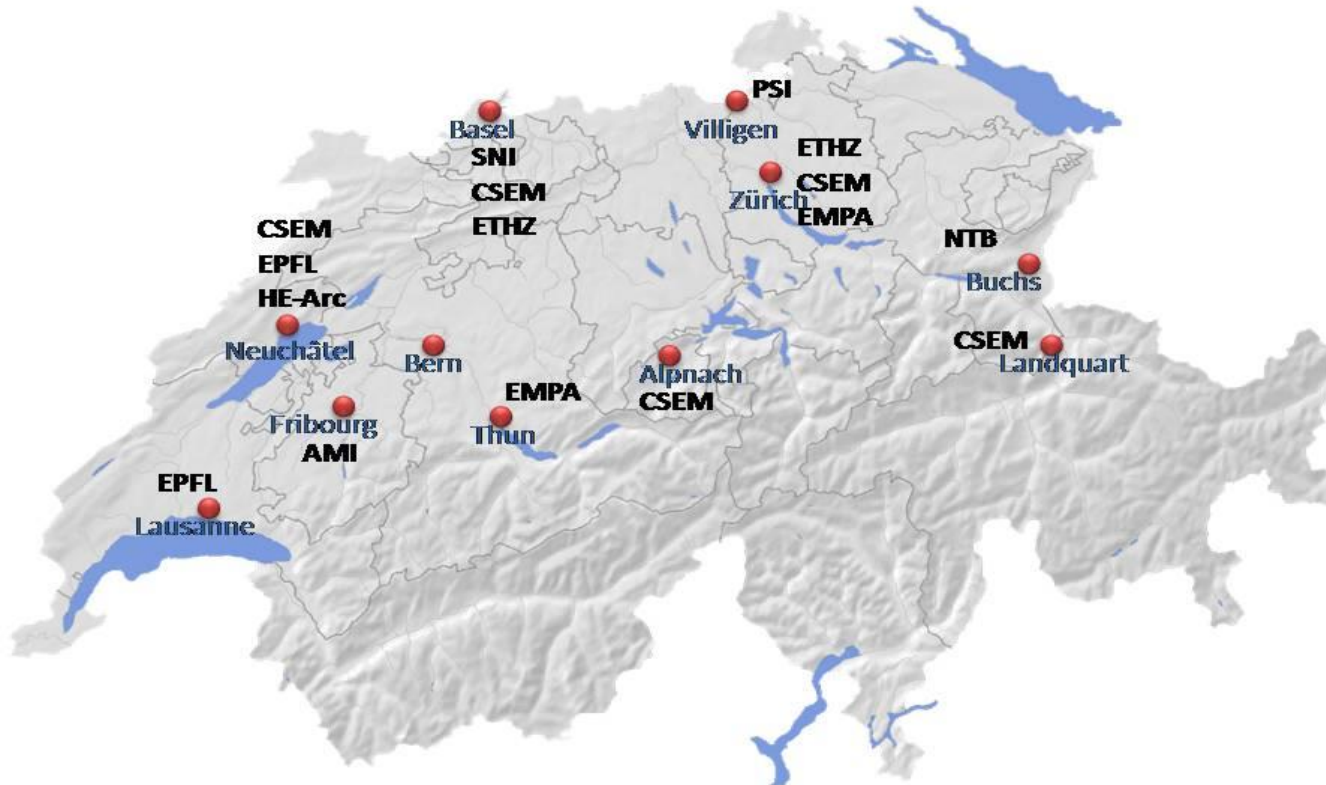 PSI
Villigen
Basel
SNI
CSEM
ETHZ
ETHZ
CSEM
Zürich
EMPA
CSEM
EPFL
HE-Arc
Neuchâtel
NTB
Buchs
Bern
CSEM
Landquart
Alpnach
CSEM
EMPA
Thun
Fribourg
AMI
EPFL
Lausanne